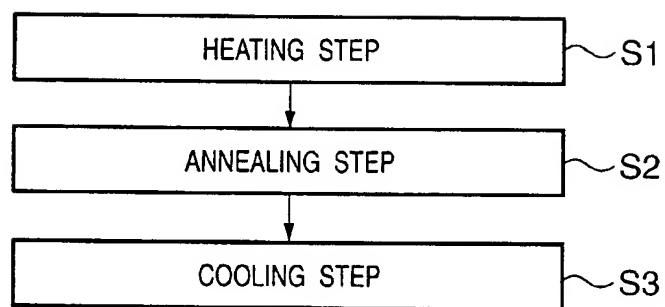 HEATING STEP S1
ANNEALING STEP S2
COOLING STEP S3